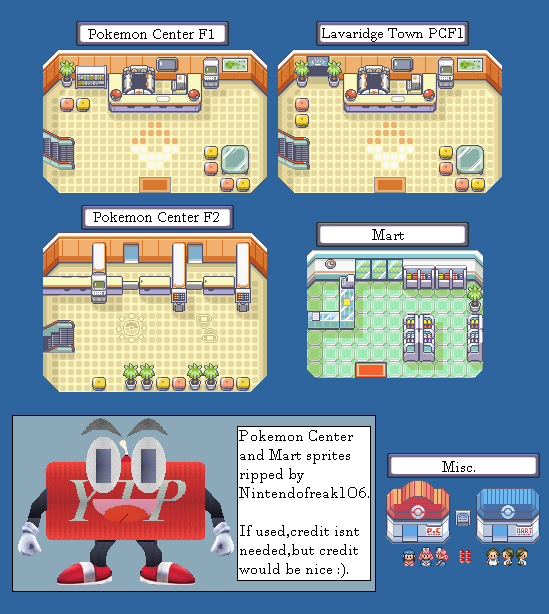 Pokemon Center F1
Lavaridge Town PCF1
Pokemon Center F2
Mart
YTP
Pokemon Center
and Mart sprites
ripped by
Nintendofreak106.
If used,credit isnt
needed,but credit
would be nice :).
Misc.
P.C
MART